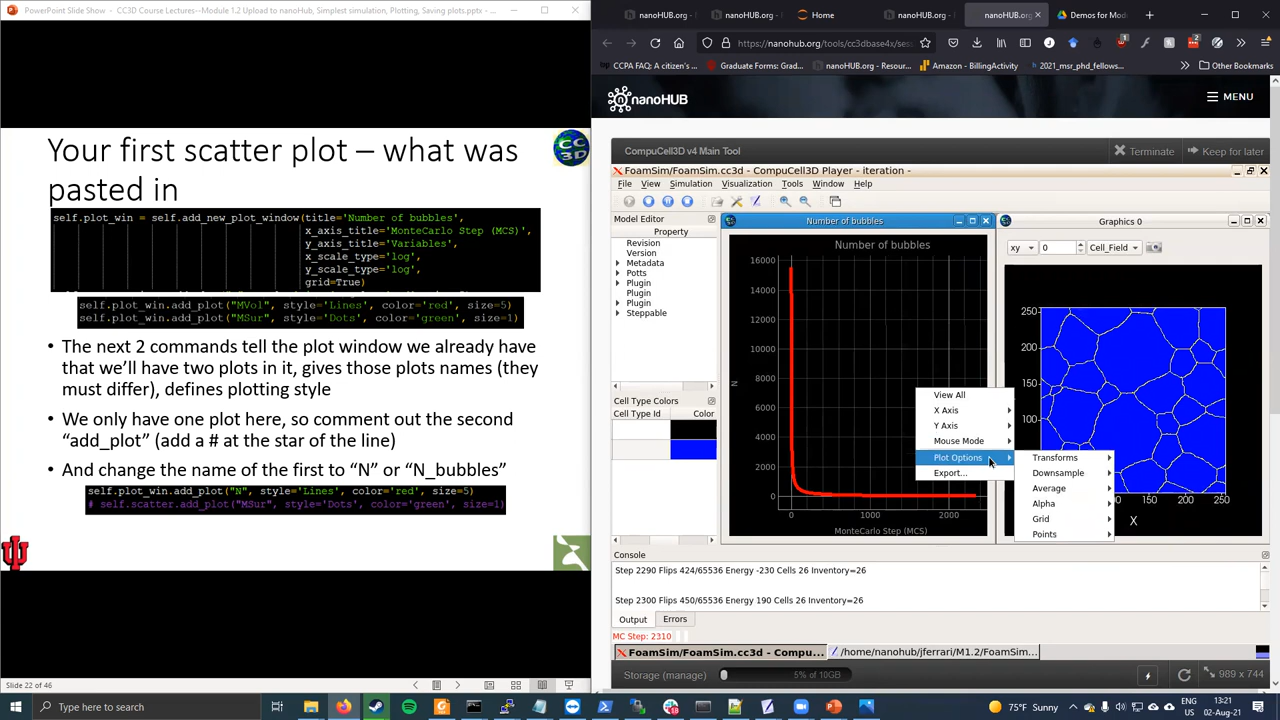 PowerPoint Slide Show - CC3D Course Lectures--Module 1.2 Upload to nanoHub, Simplest simulation, Plotting, Saving plots.pptx - ...
Your first scatter plot – what was
pasted in
CC
3D
self.plot_win = self.add_new_plot_window(title='Number of bubbles',
x_axis_title='MonteCarlo Step (MCS)',
y_axis_title='Variables',
x_scale_type='log',
y_scale_type='log',
grid=True)
self.plot_win.add_plot("MVol", style='Lines', color='red', size=5)
self.plot_win.add_plot("MSur", style='Dots', color='green', size=1)
• The next 2 commands tell the plot window we already have
that we'll have two plots in it, gives those plots names (they
must differ), defines plotting style
• We only have one plot here, so comment out the second
"add_plot" (add a # at the star of the line)
• And change the name of the first to "N" or "N_bubbles"
self.plot_win.add_plot("N", style='Lines', color='red', size=5)
# self.scatter.add_plot("MSur", style='Dots', color='green', size=1)
Slide 22 of 46
nanoHUB.org - Resou
Home
nanoHUB.org - Resou
nanoHUB.org - 
Demos for Mod
https://nanohub.org/tools/cc3dbase4x/ses
CCPA FAQ: A citizen's...
Graduate Forms: Grad...
nanoHUB.org - Resour...
Amazon - BillingActivity
2021_msr_phd_fellows...
Other Bookmarks
nanoHUB
MENU
CompuCell3D v4 Main Tool
Terminate
Keep for later
FoamSim/FoamSim.cc3d - CompuCell3D Player - iteration -
File View Simulation Visualization Tools Window Help
Model Editor
Property
Revision
Version
Metadata
Potts
Plugin
Plugin
Plugin
Steppable
Cell Type Colors
Cell Type Id Color
Number of bubbles
Number of bubbles
16000
14000
12000
10000
8000
6000
4000
2000
0
N
0 1000 2000
MonteCarlo Step (MCS)
View All
X Axis
Y Axis
Mouse Mode
Plot Options
Export...
Transforms
Downsample
Average
Alpha
Grid
Points
Graphics 0
xy 0 Cell_Field
250
200
150
100
150 200 250
X
Console
Step 2290 Flips 424/65536 Energy -230 Cells 26 Inventory=26
Step 2300 Flips 450/65536 Energy 190 Cells 26 Inventory=26
Output Errors
MC Step: 2310
FoamSim/FoamSim.cc3d - Compu...
/home/nanohub/jferrari/M1.2/FoamSim...
Storage (manage) 5% of 10GB
989 x 744
Type here to search
75°F Sunny
ENG
US
13:21
02-Aug-21